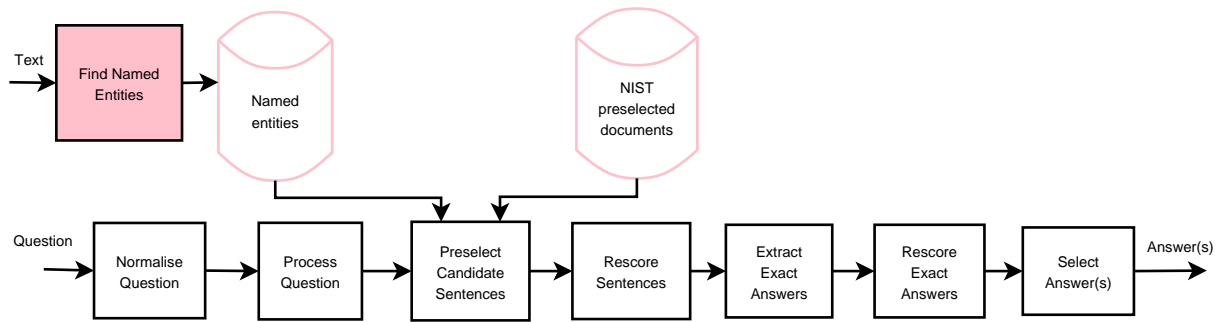 Text
Find Named
Entities
Named
entities
NIST
preselected
documents
Question
Normalise
Question
Process
Question
Preselect
Candidate
Sentences
Rescore
Sentences
Extract
Exact
Answers
Rescore
Exact
Answers
Select
Answer(s)
Answer(s)